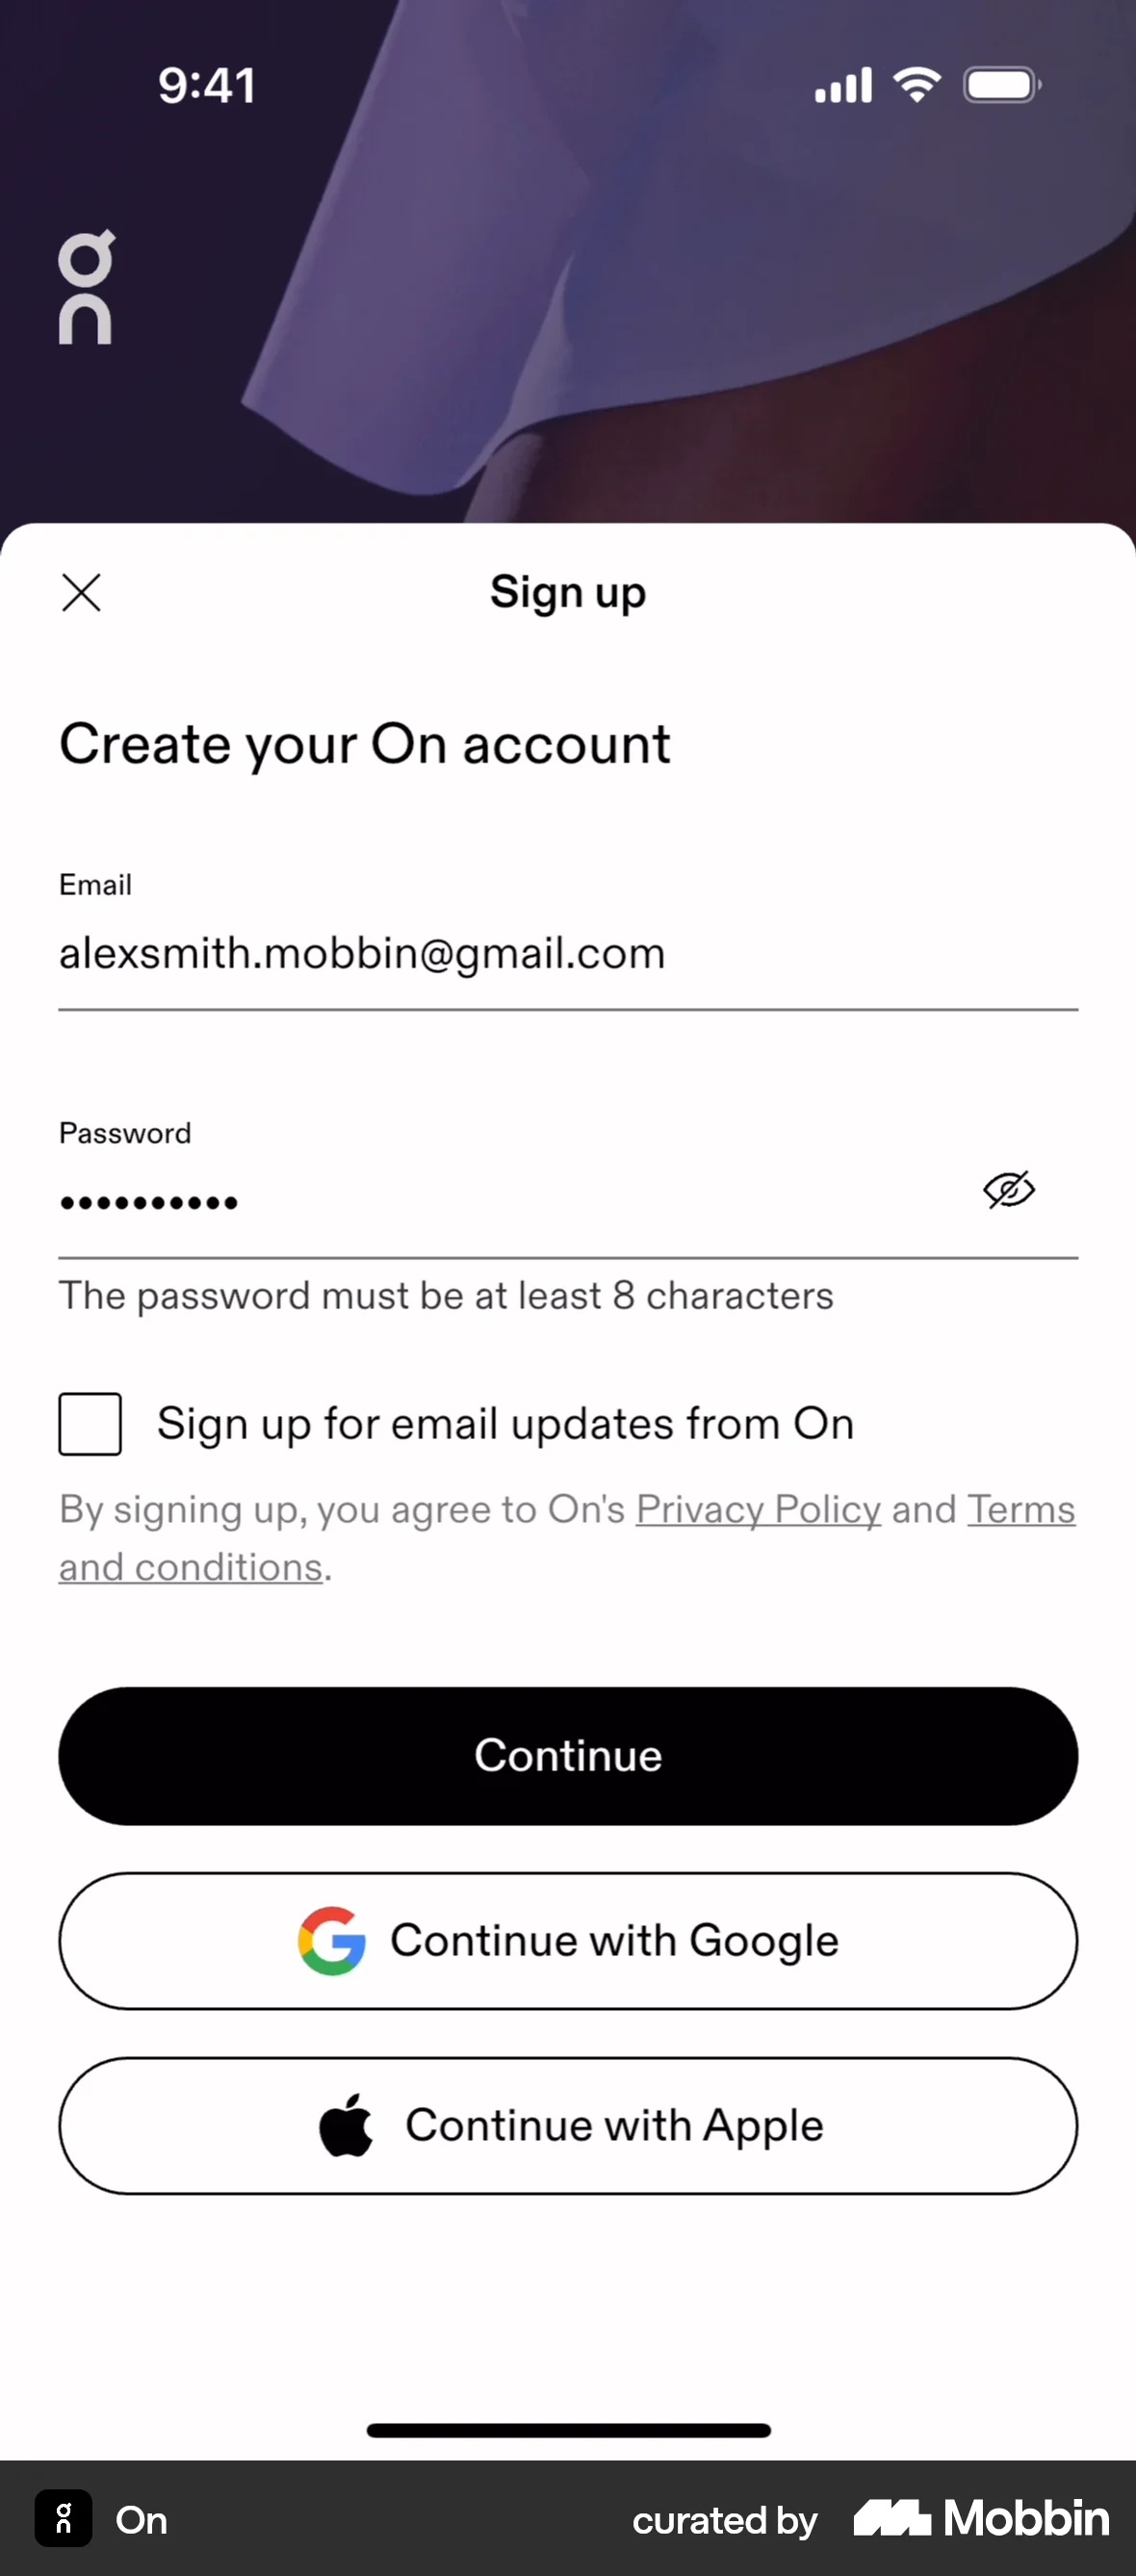 9:41
On
Sign up
Create your On account
Email
alexsmith.mobbin@gmail.com
Password
••••••••••
The password must be at least 8 characters
Sign up for email updates from On
By signing up, you agree to On's Privacy Policy and Terms
and conditions.
Continue
Continue with Google
Continue with Apple
On
curated by Mobbin